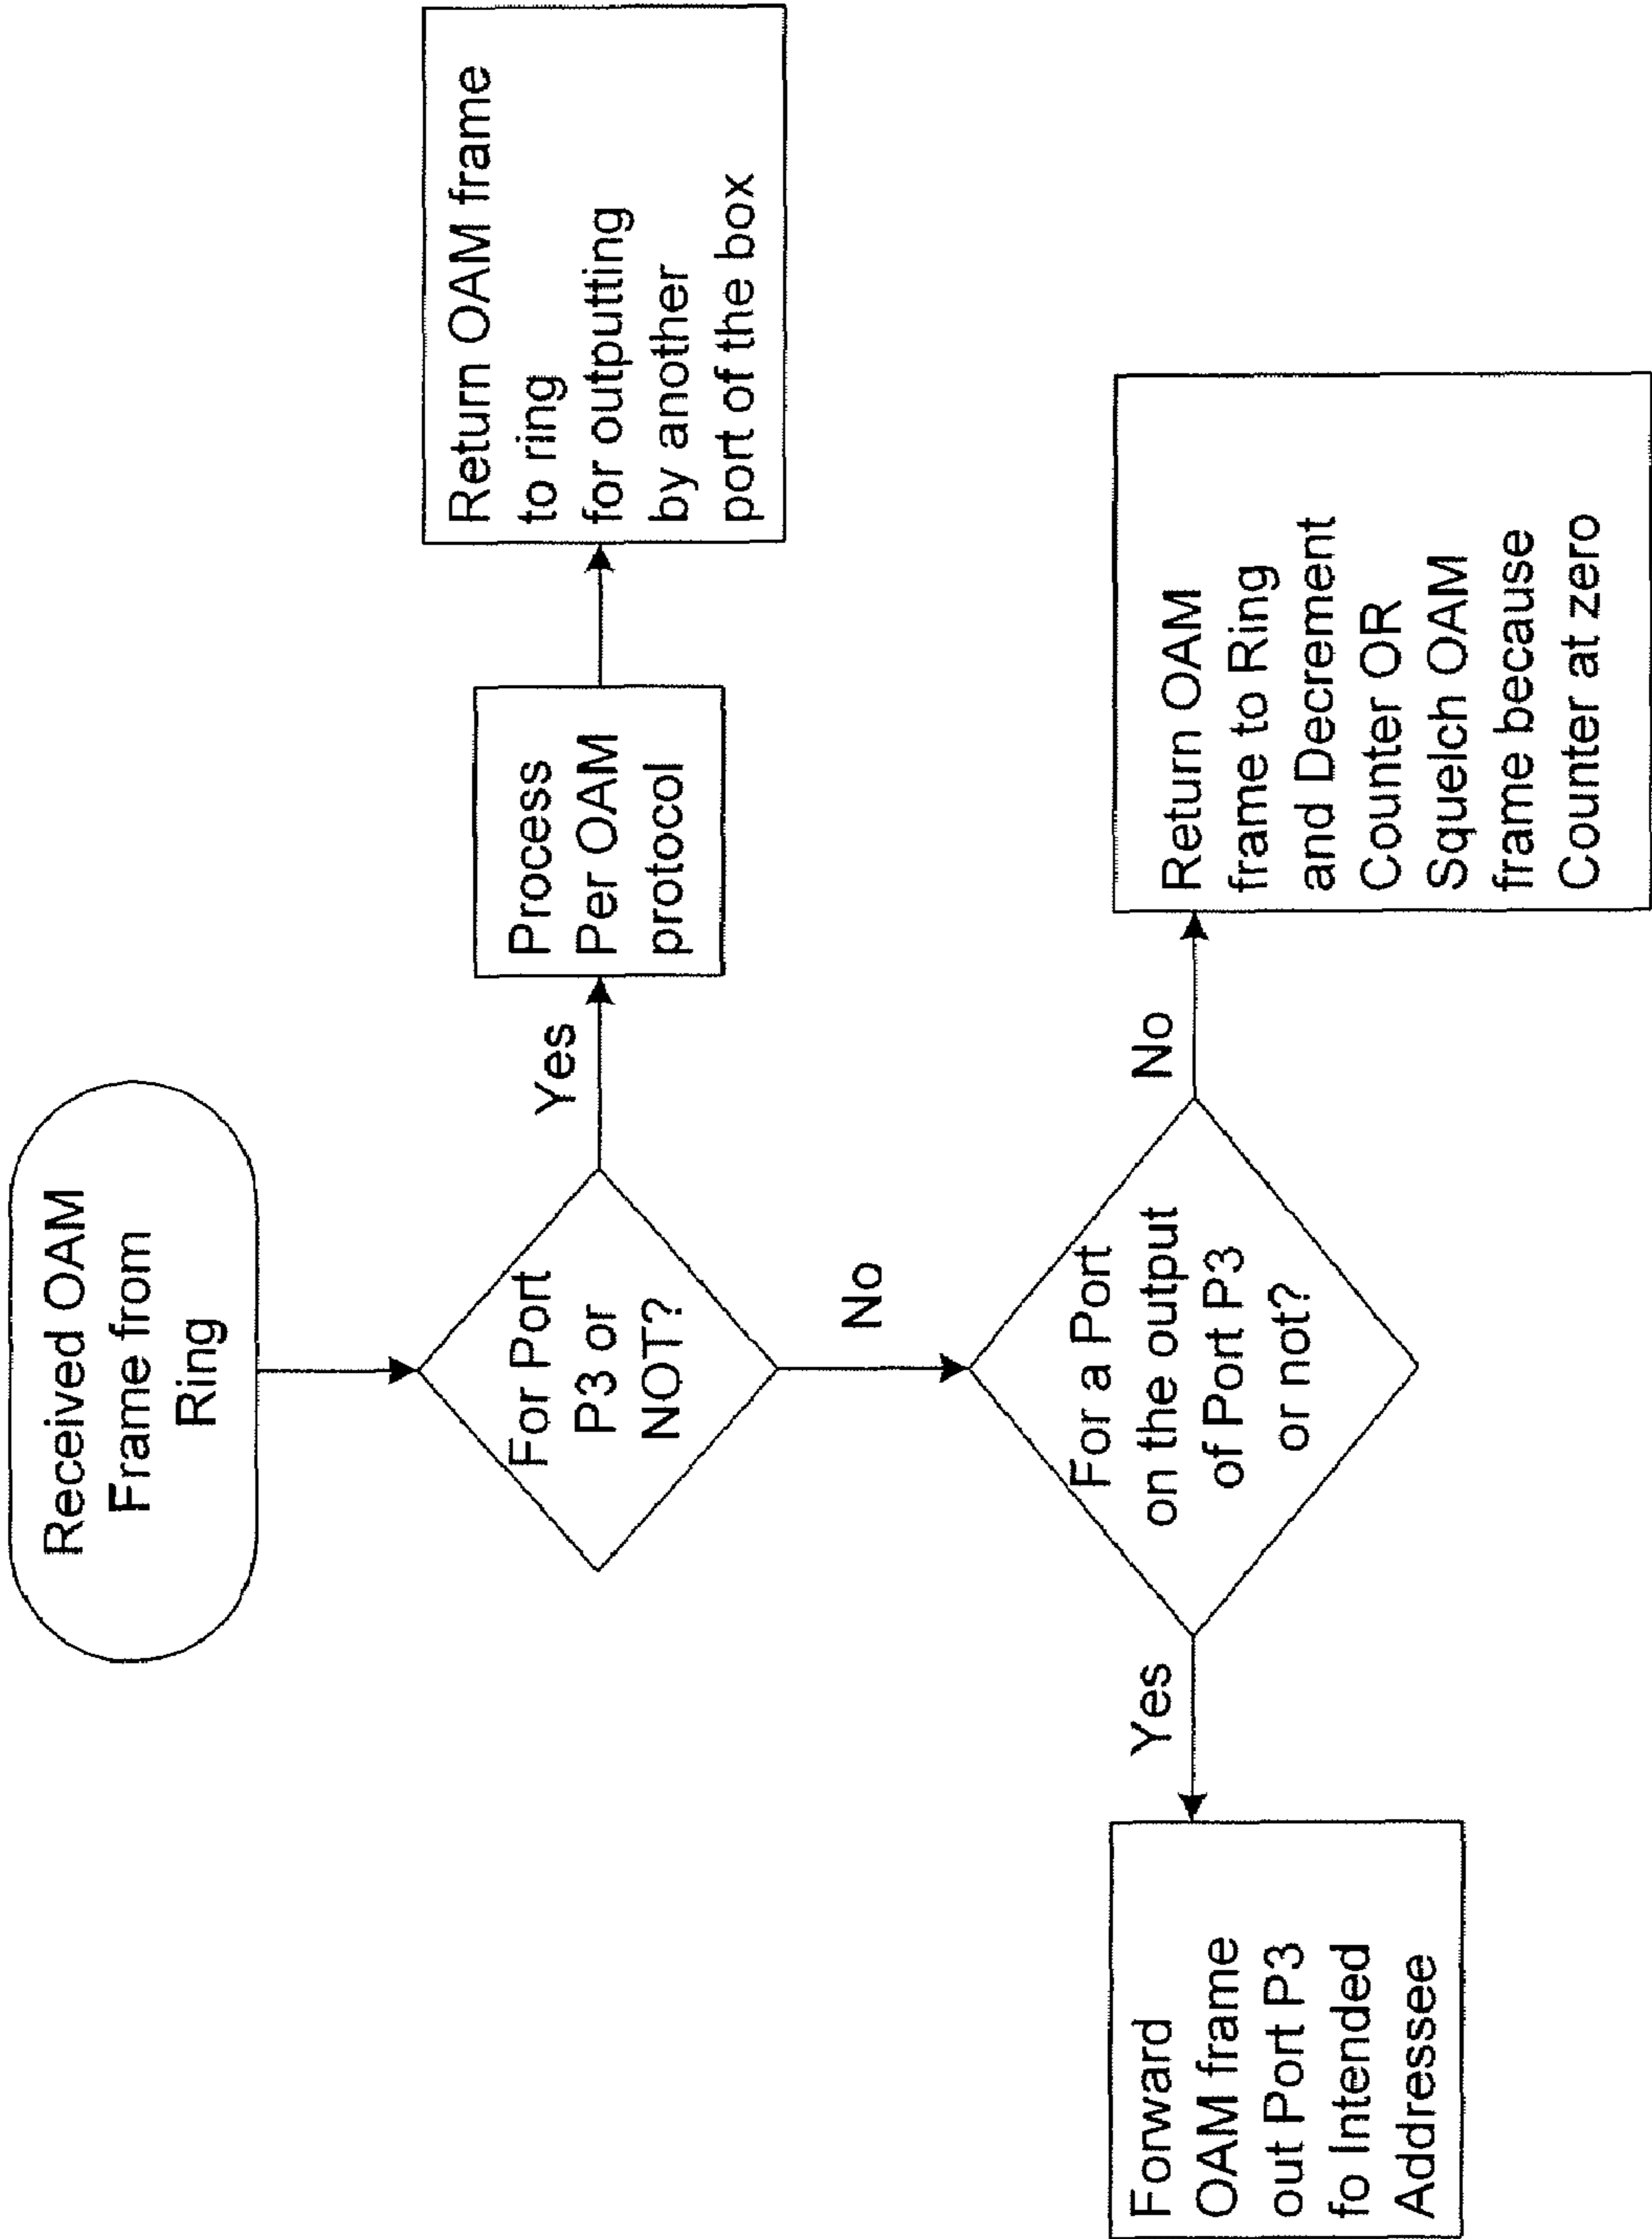 Received OAM
Frame from
Ring
For Port
P3 or
NOT?
Yes
Process
Per OAM
protocol
Return OAM frame
to ring
for outputting
by another
port of the box
No
For a Port
on the output
of Port P3
or not?
Yes
Forward
OAM frame
out Port P3
fo Intended
Addressee
No
Return OAM
frame to Ring
and Decrement
Counter OR
Squelch OAM
frame because
Counter at zero